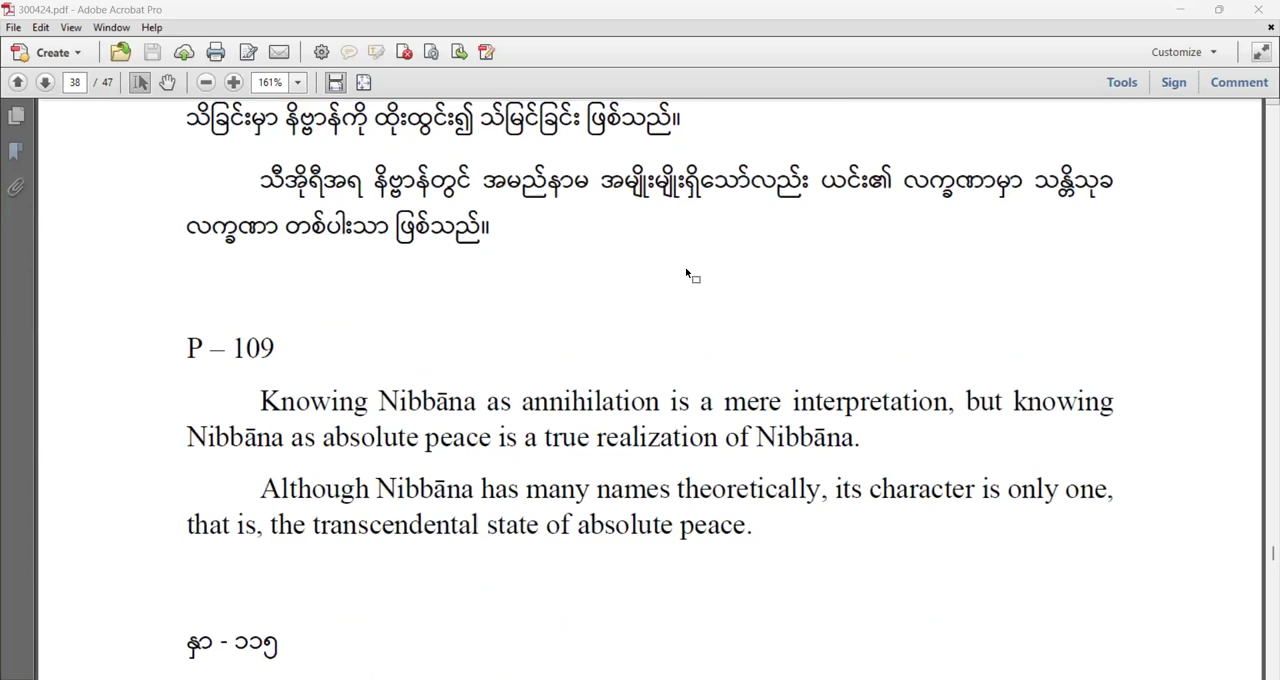 300424.pdf - Adobe Acrobat Pro
File Edit View Window Help
Create Customize
38 / 47 161% Tools Sign Comment
သိခြင်းမှာ နိဗ္ဗာန်ကို ထိုးထွင်း၍ သိမြင်ခြင်း ဖြစ်သည်။
သီအိုရီအရ နိဗ္ဗာန်တွင် အမည်နာမ အမျိုးမျိုးရှိသော်လည်း ယင်း၏ လက္ခဏာမှာ သန္တိသုခ
လက္ခဏာ တစ်ပါးသာ ဖြစ်သည်။
P – 109
Knowing Nibbāna as annihilation is a mere interpretation, but knowing
Nibbāna as absolute peace is a true realization of Nibbāna.
Although Nibbāna has many names theoretically, its character is only one,
that is, the transcendental state of absolute peace.
နှာ - ၁၁၅